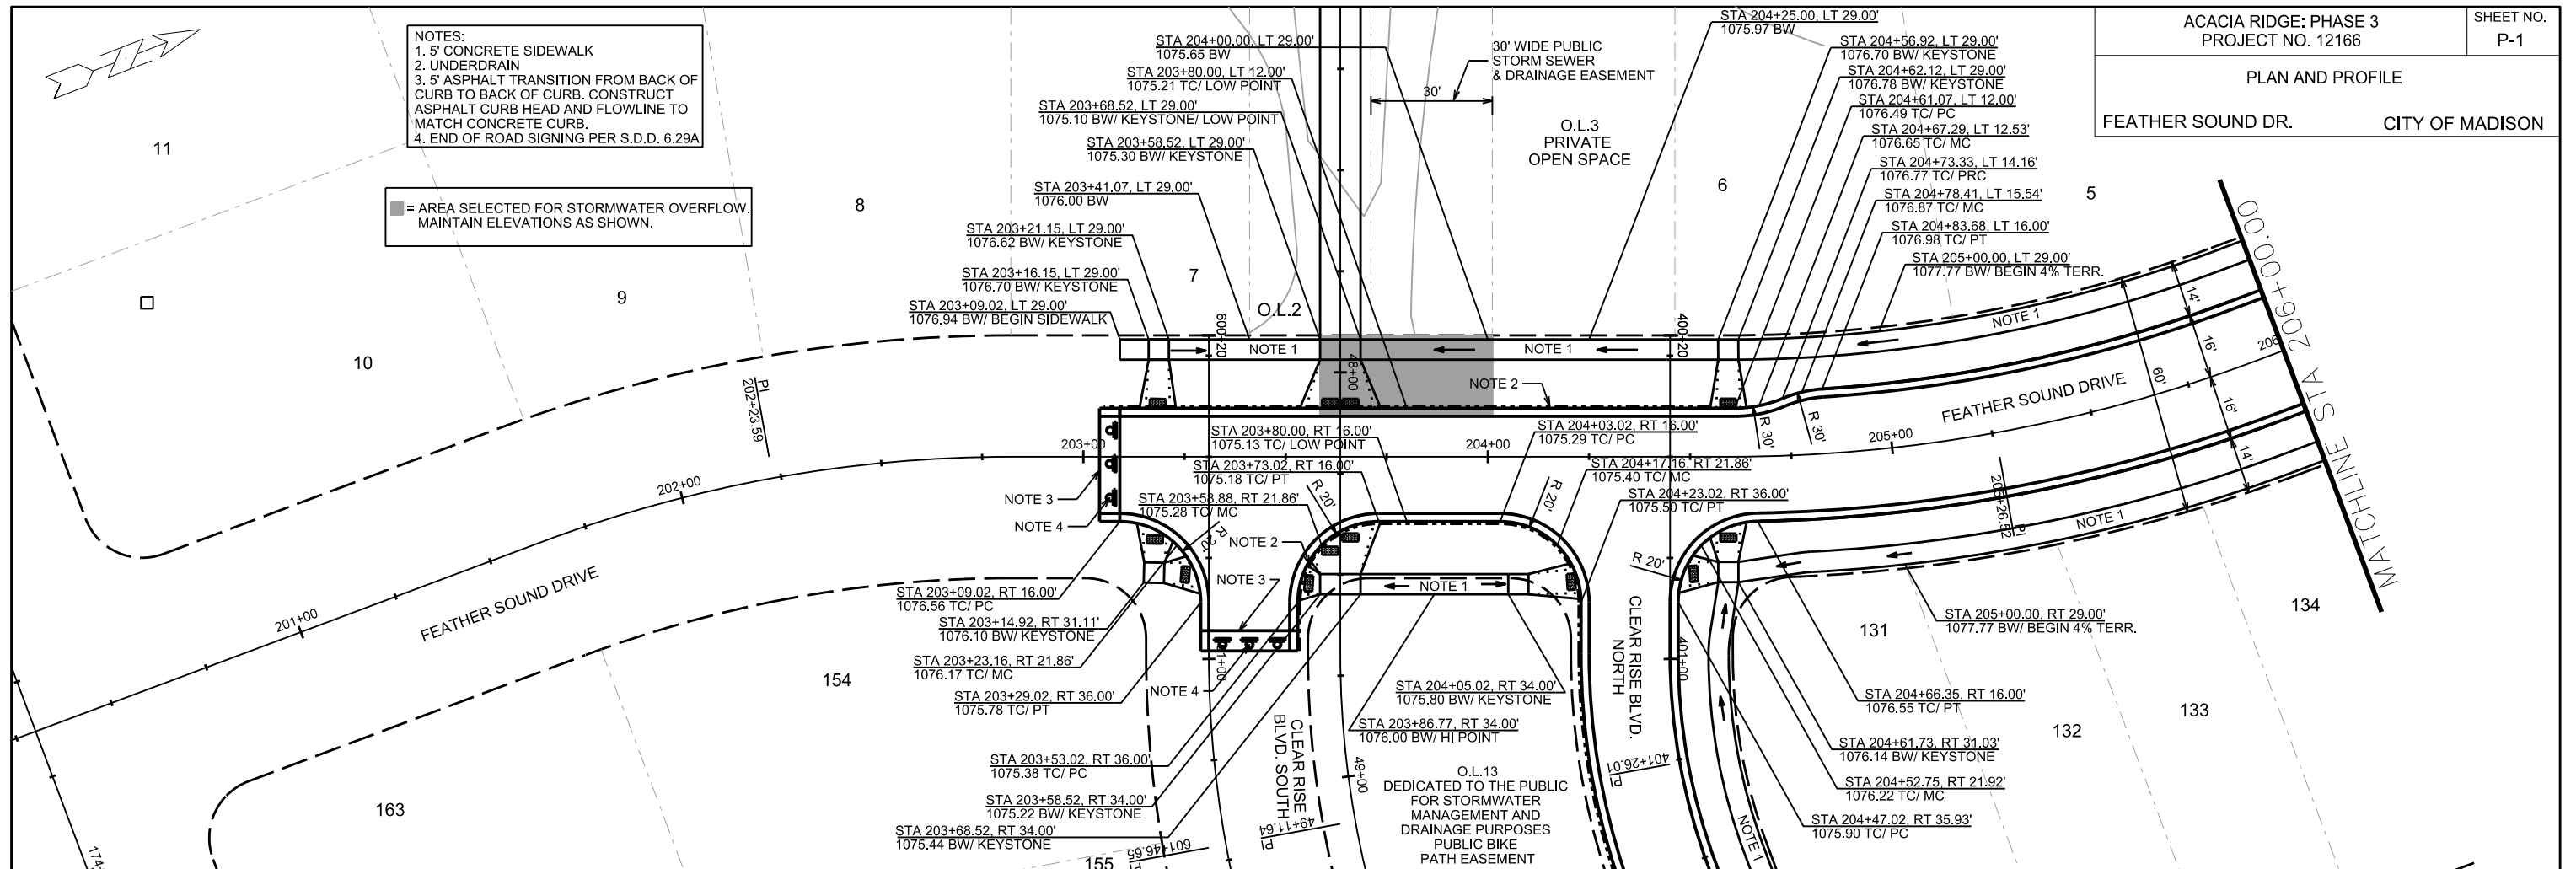 ACACIA RIDGE: PHASE 3
PROJECT NO. 12166
SHEET NO.
P-1
PLAN AND PROFILE
FEATHER SOUND DR.
CITY OF MADISON
NOTES:
1. 5' CONCRETE SIDEWALK
2. UNDERDRAIN
3. 5' ASPHALT TRANSITION FROM BACK OF
CURB TO BACK OF CURB. CONSTRUCT
ASPHALT CURB HEAD AND FLOWLINE TO
MATCH CONCRETE CURB.
4. END OF ROAD SIGNING PER S.D.D. 6.29A
= AREA SELECTED FOR STORMWATER OVERFLOW.
MAINTAIN ELEVATIONS AS SHOWN.
11
10
9
8
7
O.L.2
6
5
STA 204+00.00, LT 29.00'
1075.65 BW
STA 203+80.00, LT 12.00'
1075.21 TC/ LOW POINT
STA 203+68.52, LT 29.00'
1075.10 BW/ KEYSTONE/ LOW POINT
STA 203+58.52, LT 29.00'
1075.30 BW/ KEYSTONE
STA 203+41.07, LT 29.00'
1076.00 BW
STA 203+21.15, LT 29.00'
1076.62 BW/ KEYSTONE
STA 203+16.15, LT 29.00'
1076.70 BW/ KEYSTONE
STA 203+09.02, LT 29.00'
1076.94 BW/ BEGIN SIDEWALK
30' WIDE PUBLIC
STORM SEWER
& DRAINAGE EASEMENT
30'
O.L.3
PRIVATE
OPEN SPACE
STA 204+25.00, LT 29.00'
1075.97 BW
STA 204+56.92, LT 29.00'
1076.70 BW/ KEYSTONE
STA 204+62.12, LT 29.00'
1076.78 BW/ KEYSTONE
STA 204+61.07, LT 12.00'
1076.49 TC/ PC
STA 204+67.29, LT 12.53'
1076.65 TC/ MC
STA 204+73.33, LT 14.16'
1076.77 TC/ PRC
STA 204+78.41, LT 15.54'
1076.87 TC/ MC
STA 204+83.68, LT 16.00'
1076.98 TC/ PT
STA 205+00.00, LT 29.00'
1077.77 BW/ BEGIN 4% TERR.
600+20
NOTE 1
48+00
NOTE 1
400+20
NOTE 1
NOTE 2
14'
16'
60'
16'
14'
206
MATCHLINE STA 206+00.00
PI
202+23.59
201+00
202+00
203+00
204+00
205+00
FEATHER SOUND DRIVE
FEATHER SOUND DRIVE
R 30'
R 30'
PI
205+26.52
NOTE 1
STA 203+80.00, RT 16.00'
1075.13 TC/ LOW POINT
STA 203+73.02, RT 16.00'
1075.18 TC/ PT
STA 203+58.88, RT 21.86'
1075.28 TC/ MC
STA 204+03.02, RT 16.00'
1075.29 TC/ PC
STA 204+17.16, RT 21.86'
1075.40 TC/ MC
STA 204+23.02, RT 36.00'
1075.50 TC/ PT
NOTE 3
NOTE 4
R 20'
R 20'
R 20'
R 20'
NOTE 2
NOTE 3
NOTE 1
NOTE 4
STA 203+09.02, RT 16.00'
1076.56 TC/ PC
STA 203+14.92, RT 31.11'
1076.10 BW/ KEYSTONE
STA 203+23.16, RT 21.86'
1076.17 TC/ MC
STA 203+29.02, RT 36.00'
1075.78 TC/ PT
STA 203+53.02, RT 36.00'
1075.38 TC/ PC
STA 203+58.52, RT 34.00'
1075.22 BW/ KEYSTONE
STA 203+68.52, RT 34.00'
1075.44 BW/ KEYSTONE
STA 204+05.02, RT 34.00'
1075.80 BW/ KEYSTONE
STA 203+86.77, RT 34.00'
1076.00 BW/ HI POINT
STA 205+00.00, RT 29.00'
1077.77 BW/ BEGIN 4% TERR.
STA 204+66.35, RT 16.00'
1076.55 TC/ PT
STA 204+61.73, RT 31.03'
1076.14 BW/ KEYSTONE
STA 204+52.75, RT 21.92'
1076.22 TC/ MC
STA 204+47.02, RT 35.93'
1075.90 TC/ PC
CLEAR RISE
BLVD. SOUTH
CLEAR RISE BLVD.
NORTH
1+00
401+00
49+00
PI
49+11.64
PI
401+26.01
601+46.65
O.L.13
DEDICATED TO THE PUBLIC
FOR STORMWATER
MANAGEMENT AND
DRAINAGE PURPOSES
PUBLIC BIKE
PATH EASEMENT
NOTE 1
154
163
155
131
132
133
134